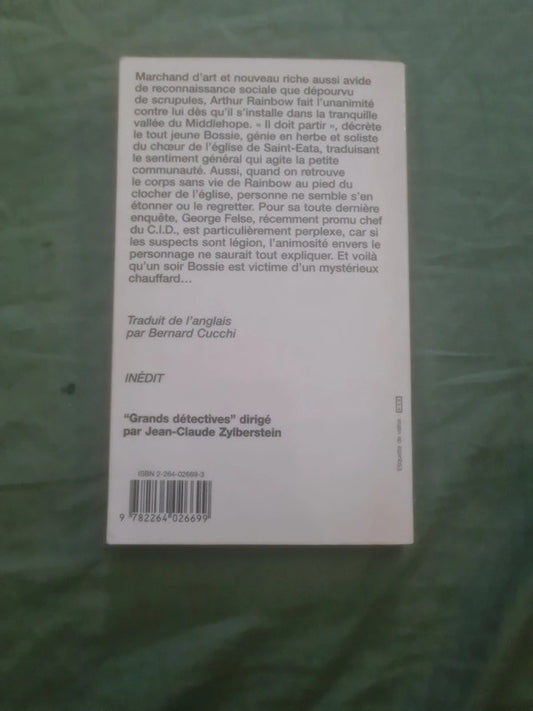 Marchand d'art et nouveau riche aussi avide
de reconnaissance sociale que dépourvu
de scrupules, Arthur Rainbow fait l'unanimité
contre lui dès qu'il s'installe dans la tranquille
vallée du Middlehope. « Il doit partir », décrète
le tout jeune Bossie, génie en herbe et soliste
du chœur de l'église de Saint-Eata, traduisant
le sentiment général qui agite la petite
communauté. Aussi, quand on retrouve
le corps sans vie de Rainbow au pied du
clocher de l'église, personne ne semble s'en
étonner ou le regretter. Pour sa toute dernière
enquête, George Felse, récemment promu chef
du C.I.D., est particulièrement perplexe, car si
les suspects sont légion, l'animosité envers le
personnage ne saurait tout expliquer. Et voilà
qu'un soir Bossie est victime d'un mystérieux
chauffard...
Traduit de l'anglais
par Bernard Cucchi
INÉDIT
"Grands détectives" dirigé
par Jean-Claude Zylberstein
ISBN 2-264-02669-3
9 782264 026699